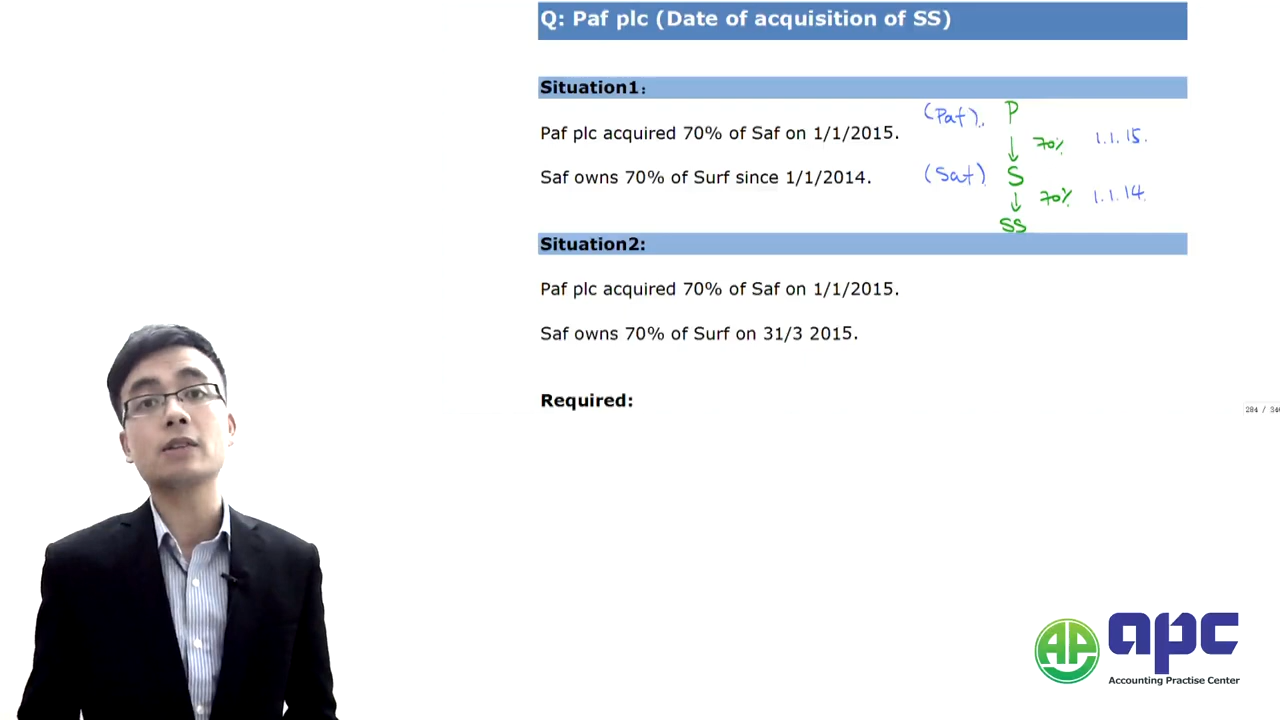 Q: Paf plc (Date of acquisition of SS)
Situation1:
(Paf). P
Paf plc acquired 70% of Saf on 1/1/2015. 70% 1.1.15.
Saf owns 70% of Surf since 1/1/2014. (Saf) S
70% 1.1.14.
SS
Situation2:
Paf plc acquired 70% of Saf on 1/1/2015.
Saf owns 70% of Surf on 31/3 2015.
Required:
AP apc
Accounting Practise Center